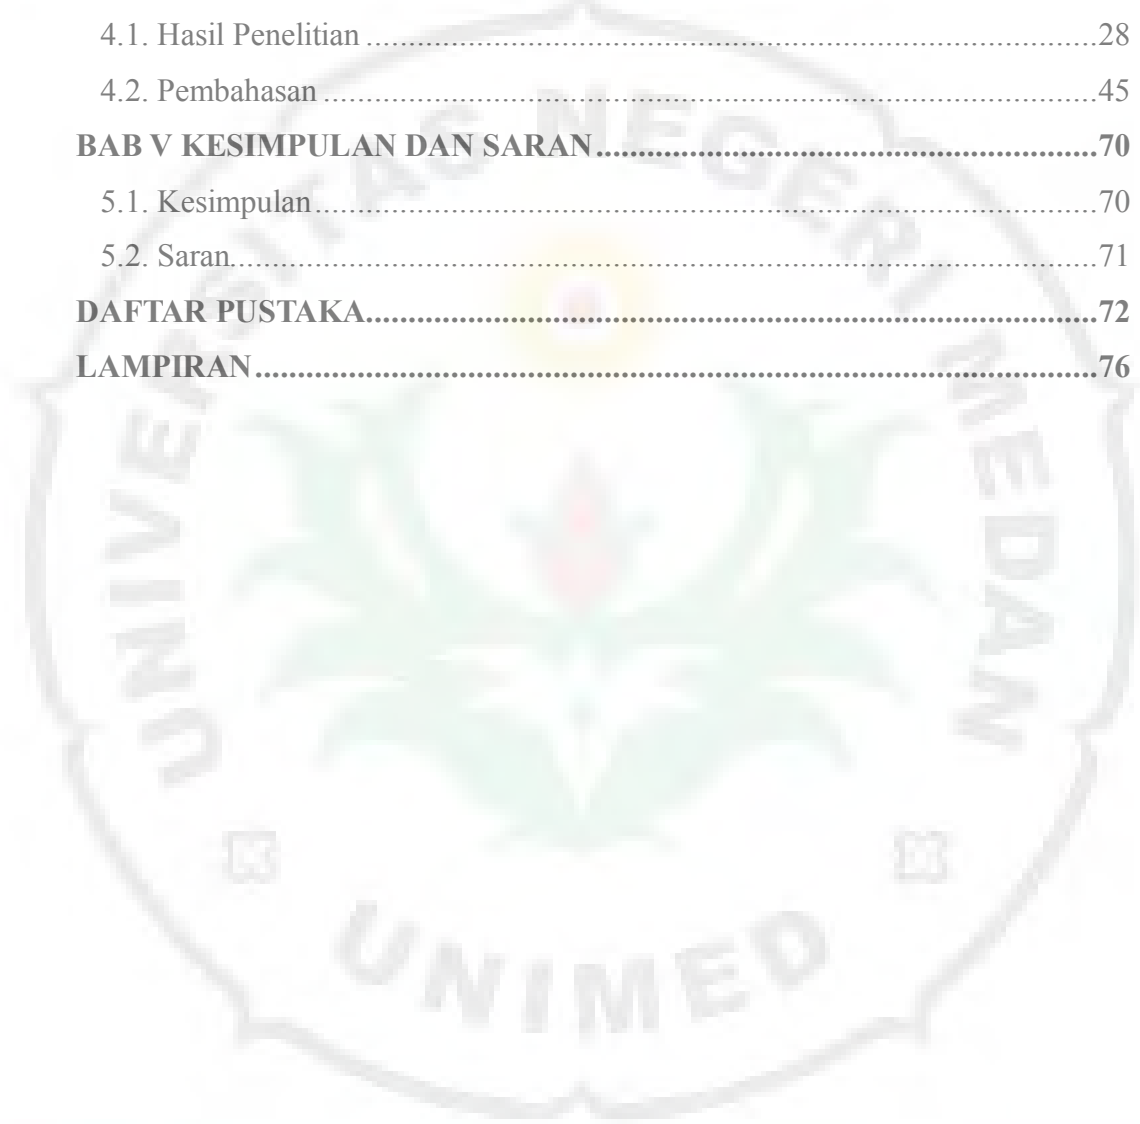 4.1. Hasil Penelitian ........................................................................................................28
4.2. Pembahasan ............................................................................................................45
BAB V KESIMPULAN DAN SARAN ..........................................................70
5.1. Kesimpulan .............................................................................................................70
5.2. Saran........................................................................................................................71
DAFTAR PUSTAKA.....................................................................................72
LAMPIRAN ..................................................................................................76
UNIVERSITAS NEGERI MEDAN
UNIMED